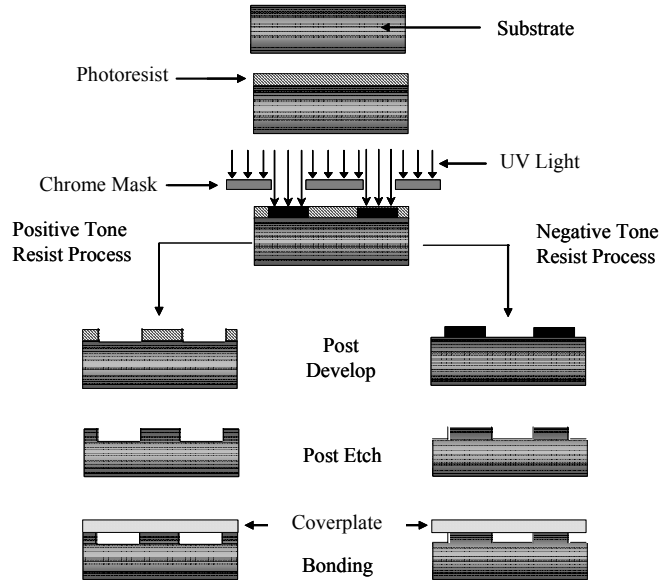 Substrate
Photoresist
UV Light
Chrome Mask
Positive Tone
Resist Process
Negative Tone
Resist Process
Post
Develop
Post Etch
Coverplate
Bonding